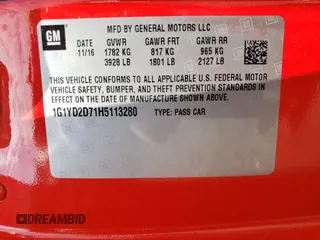 GM
MFD BY GENERAL MOTORS LLC
DATE GVWR GAWR FRT GAWR RR
11/16 1782 KG 817 KG 965 KG
3928 LB 1801 LB 2127 LB
THIS VEHICLE CONFORMS TO ALL APPLICABLE U.S. FEDERAL MOTOR
VEHICLE SAFETY, BUMPER, AND THEFT PREVENTION STANDARDS IN
EFFECT ON THE DATE OF MANUFACTURE SHOWN ABOVE.
1G1YD2D71H5113280 TYPE: PASS CAR
DREAMBID